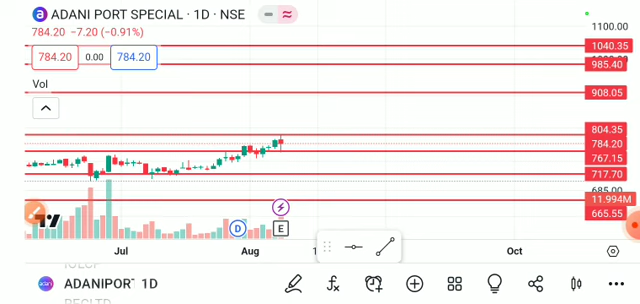 ADANI PORT SPECIAL · 1D · NSE
784.20 −7.20 (−0.91%)
784.20 0.00 784.20
Vol
1100.00
1040.35
985.40
908.05
804.35
784.20
767.15
717.70
685.00
11.994M
665.55
D
E
Jul Aug Oct
ADANIPORT 1D